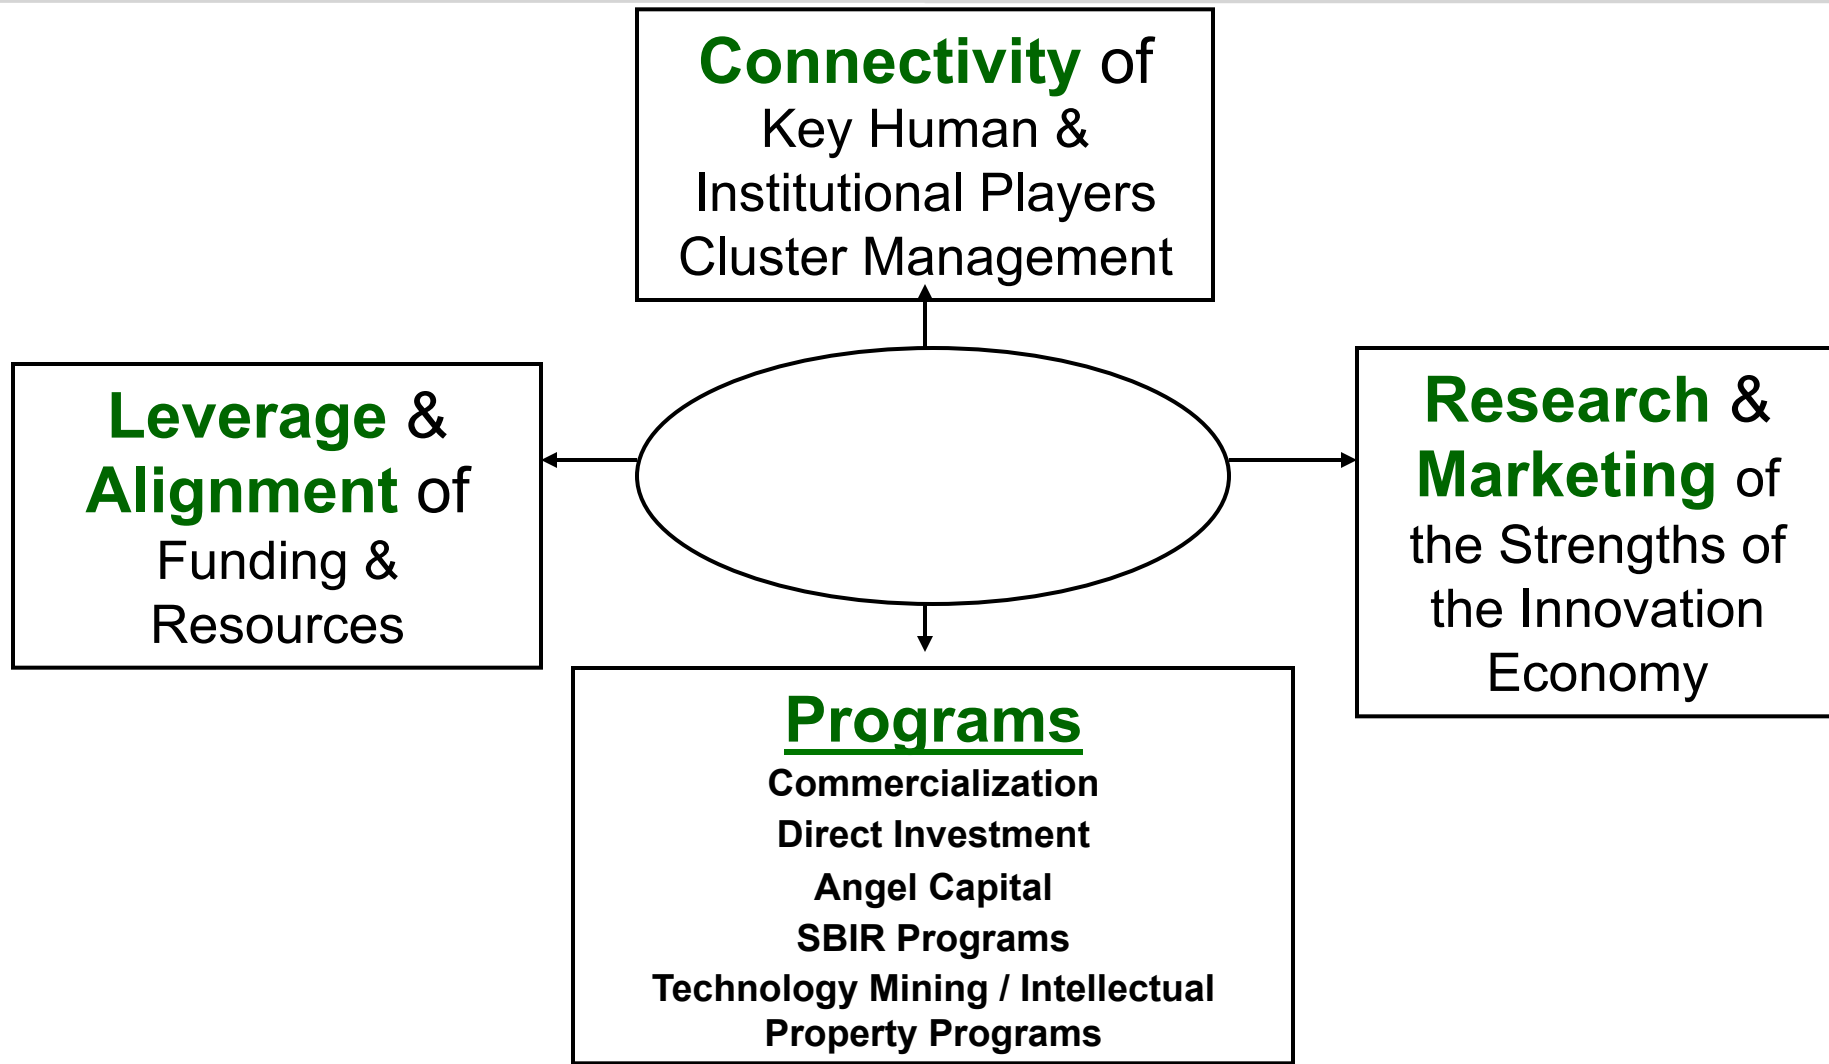 Connectivity of
Key Human &
Institutional Players
Cluster Management
Leverage &
Alignment of
Funding &
Resources
Research &
Marketing of
the Strengths of
the Innovation
Economy
Programs
Commercialization
Direct Investment
Angel Capital
SBIR Programs
Technology Mining / Intellectual
Property Programs